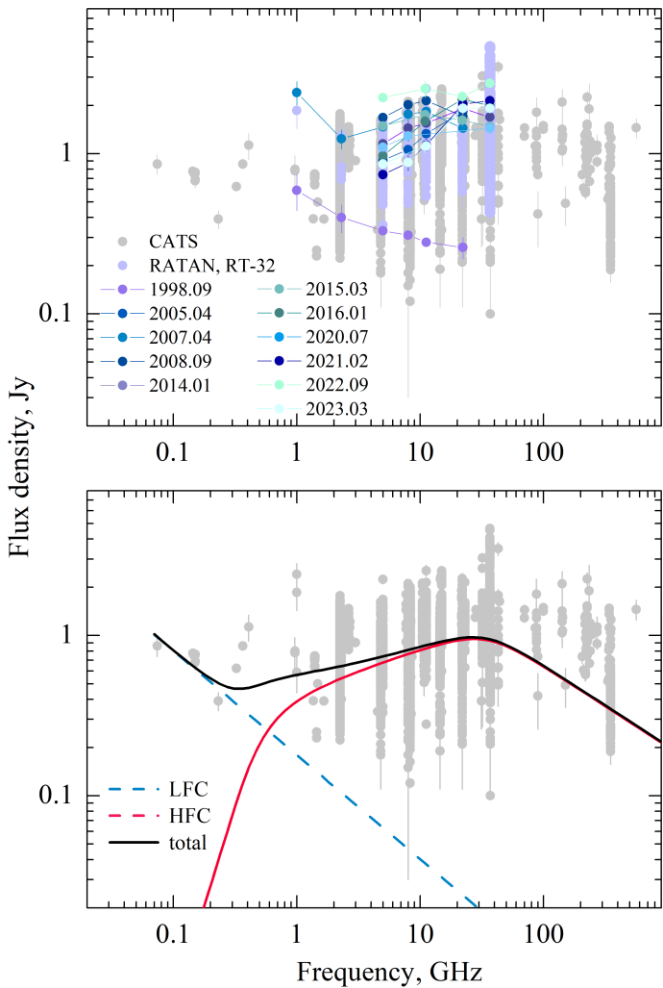 1
0.1
CATS
RATAN, RT-32
1998.09
2005.04
2007.04
2008.09
2014.01
2015.03
2016.01
2020.07
2021.02
2022.09
2023.03
0.1 1 10 100
Flux density, Jy
1
0.1
LFC
HFC
total
0.1 1 10 100
Frequency, GHz